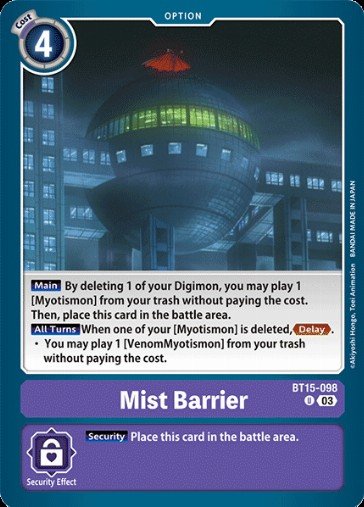 OPTION
Cost
4
Main By deleting 1 of your Digimon, you may play 1
[Myotismon] from your trash without paying the cost.
Then, place this card in the battle area.
All Turns When one of your [Myotismon] is deleted, Delay.
• You may play 1 [VenomMyotismon] from your trash
without paying the cost.
©Akiyoshi Hongo, Toei Animation BANDAI MADE IN JAPAN
BT15-098
Mist Barrier
U 03
Security Place this card in the battle area.
Security Effect